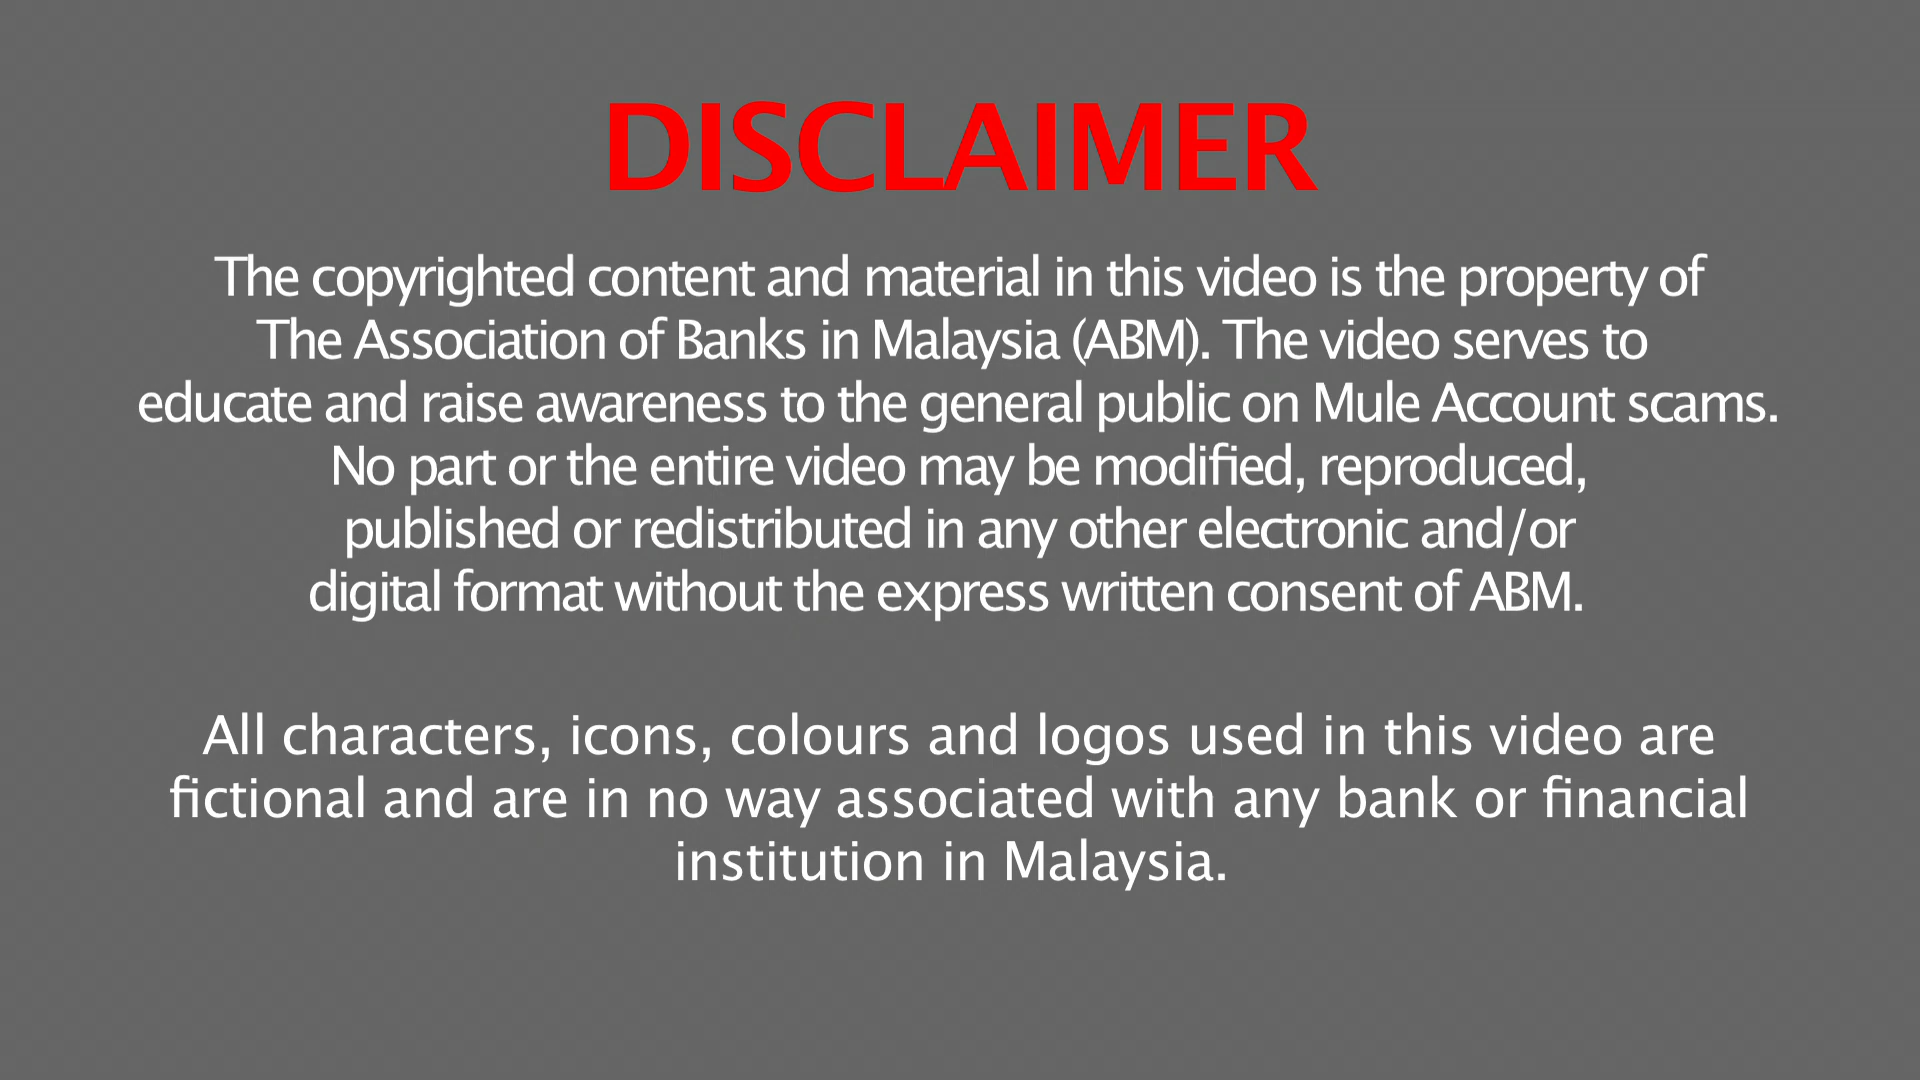 DISCLAIMER
The copyrighted content and material in this video is the property of
The Association of Banks in Malaysia (ABM). The video serves to
educate and raise awareness to the general public on Mule Account scams.
No part or the entire video may be modified, reproduced,
published or redistributed in any other electronic and/or
digital format without the express written consent of ABM.
All characters, icons, colours and logos used in this video are
fictional and are in no way associated with any bank or financial
institution in Malaysia.